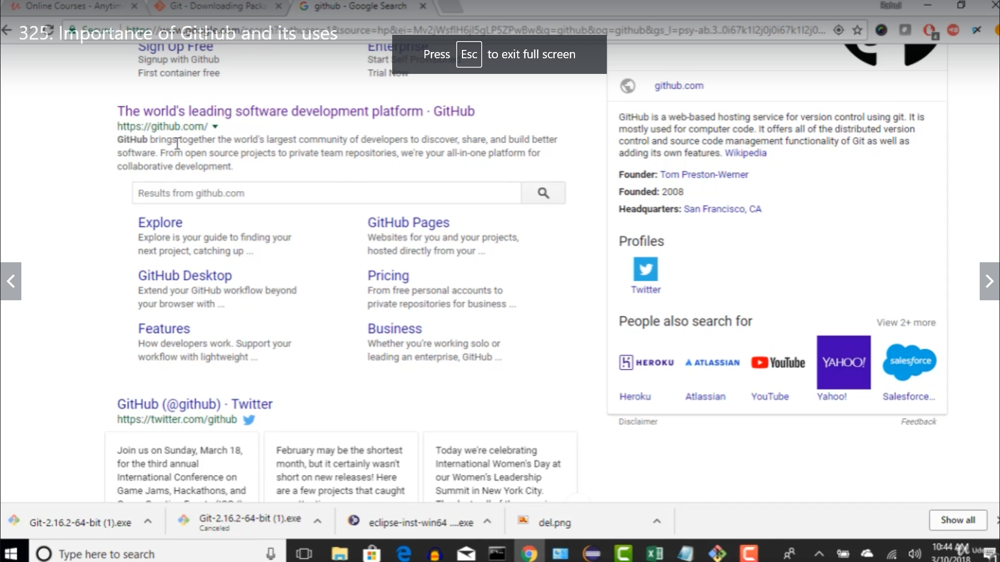 Online Courses - Anytim
Git - Downloading Packa
github - Google Search
Rahul
325. Importance of Github and its uses
Press Esc to exit full screen
Sign Up Free
Signup with Github
First container free
Enterprise
Start Self Provisioned
Trial Now
The world's leading software development platform · GitHub
https://github.com/
GitHub brings together the world's largest community of developers to discover, share, and build better
software. From open source projects to private team repositories, we're your all-in-one platform for
collaborative development.
Results from github.com
Explore
Explore is your guide to finding your
next project, catching up ...
GitHub Pages
Websites for you and your projects,
hosted directly from your ...
GitHub Desktop
Extend your GitHub workflow beyond
your browser with ...
Pricing
From free personal accounts to
private repositories for business ...
Features
How developers work. Support your
workflow with lightweight ...
Business
Whether you're working solo or
leading an enterprise, GitHub ...
GitHub (@github) · Twitter
https://twitter.com/github
Join us on Sunday, March 18,
for the third annual
International Conference on
Game Jams, Hackathons, and
February may be the shortest
month, but it certainly wasn't
short on new releases! Here
are a few projects that caught
Today we're celebrating
International Women's Day at
our Women's Leadership
Summit in New York City.
github.com
GitHub is a web-based hosting service for version control using git. It is
mostly used for computer code. It offers all of the distributed version
control and source code management functionality of Git as well as
adding its own features. Wikipedia
Founder: Tom Preston-Werner
Founded: 2008
Headquarters: San Francisco, CA
Profiles
Twitter
People also search for
View 2+ more
HEROKU
ATLASSIAN
YouTube
YAHOO!
salesforce
Heroku
Atlassian
YouTube
Yahoo!
Salesforce...
Disclaimer
Feedback
Git-2.16.2-64-bit (1).exe
Git-2.16.2-64-bit (1).exe
Canceled
eclipse-inst-win64 ....exe
del.png
Show all
Type here to search
10:44 AM
3/10/2018